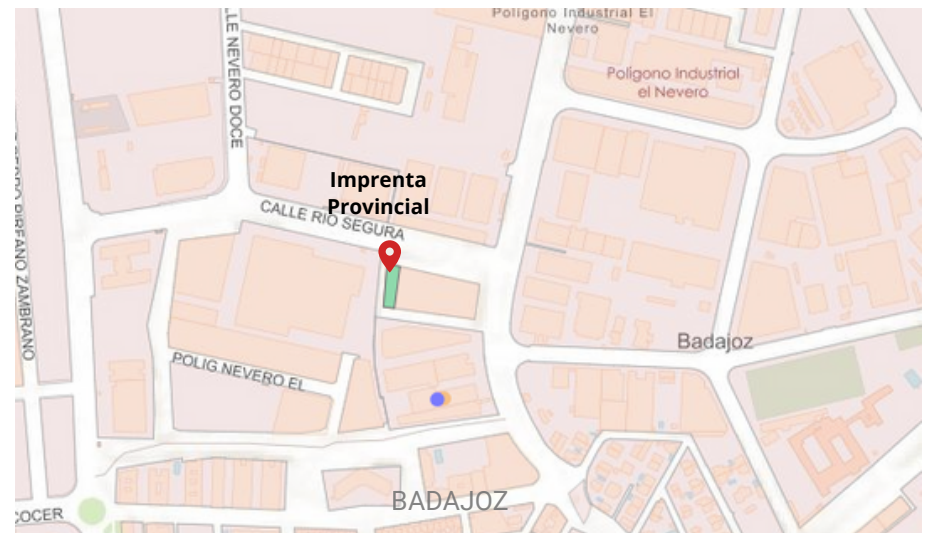 Polígono Industrial El
Nevero
Polígono Industrial
el Nevero
LLE NEVERO DOCE
Imprenta
Provincial
CALLE RIO SEGURA
ZAMBRANO
Badajoz
POLIG NEVERO EL
BADAJOZ
COCER